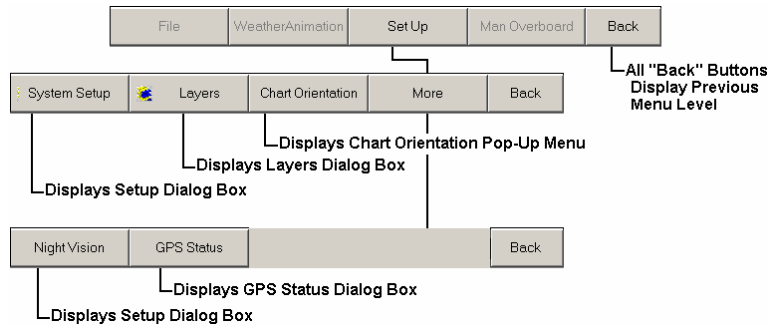 File WeatherAnimation Set Up Man Overboard Back
All "Back" Buttons
Display Previous
Menu Level
System Setup Layers Chart Orientation More Back
Displays Chart Orientation Pop-Up Menu
Displays Layers Dialog Box
Displays Setup Dialog Box
Night Vision GPS Status Back
Displays GPS Status Dialog Box
Displays Setup Dialog Box